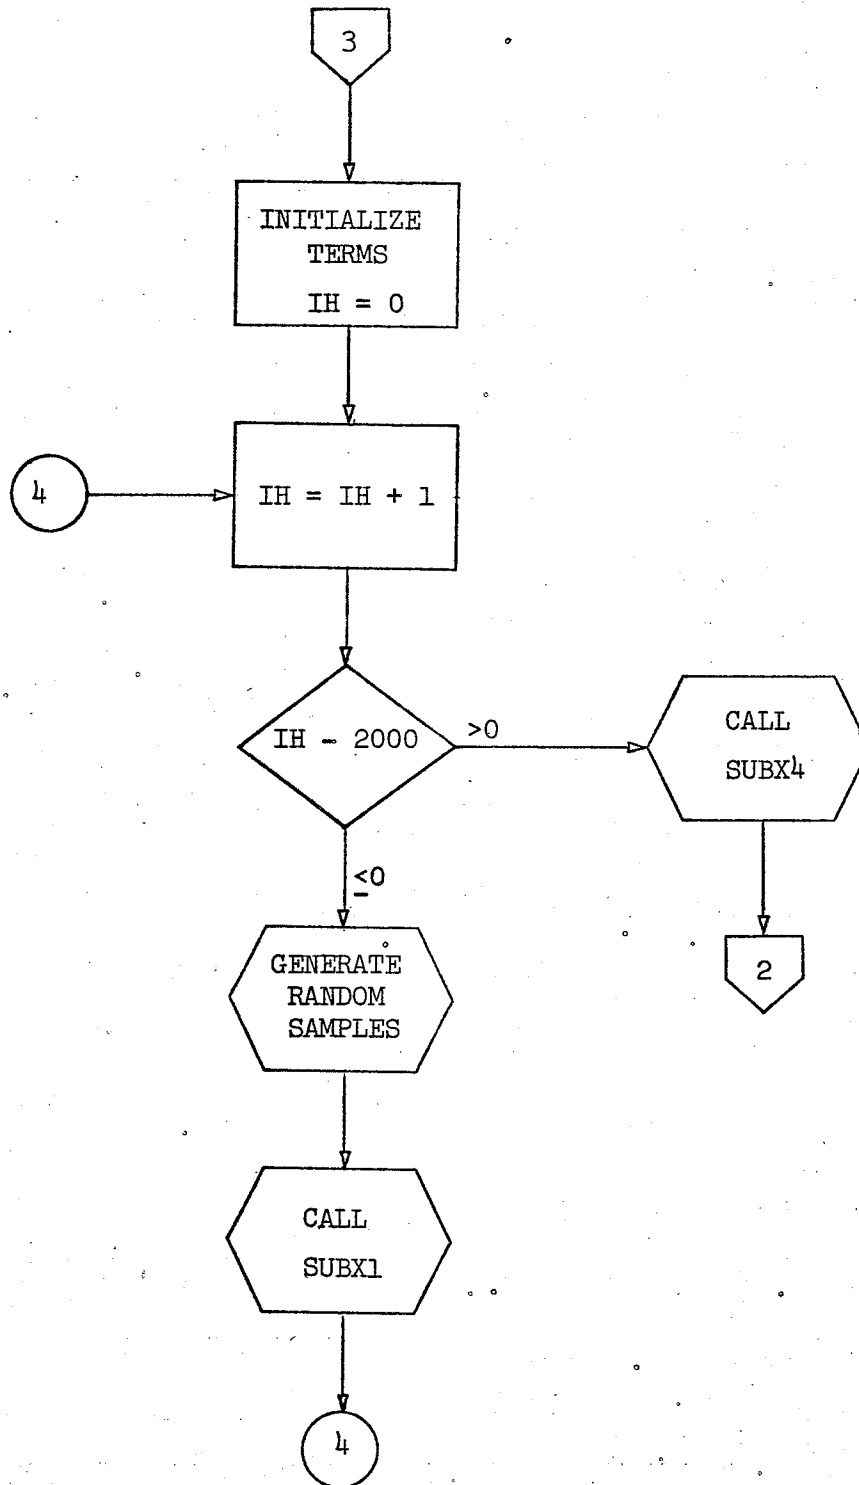 3
INITIALIZE
TERMS
IH = 0
4
IH = IH + 1
IH - 2000
>0
CALL
SUBX4
≤0
2
GENERATE
RANDOM
SAMPLES
CALL
SUBX1
4